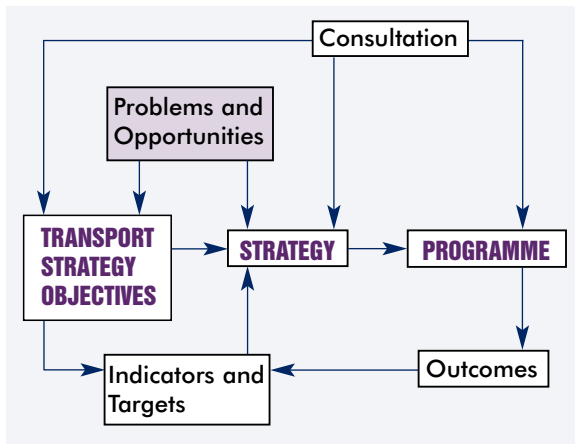 Consultation
Problems and
Opportunities
TRANSPORT
STRATEGY
OBJECTIVES
STRATEGY
PROGRAMME
Indicators and
Targets
Outcomes